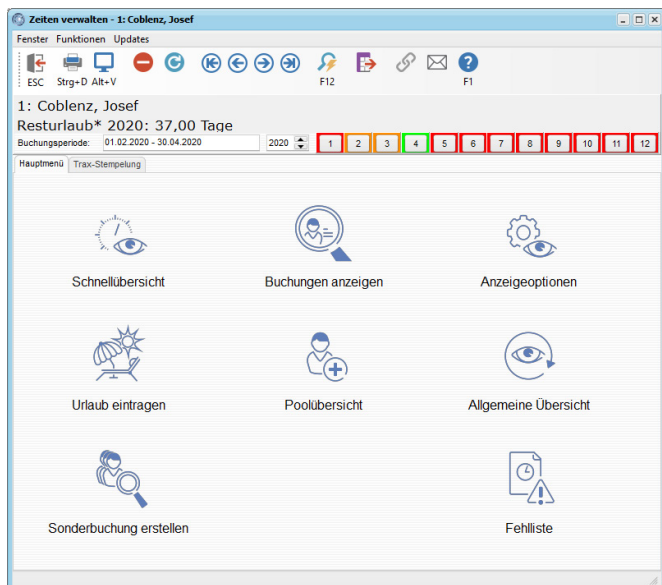 Zeiten verwalten - 1: Coblenz, Josef
Fenster Funktionen Updates
ESC Strg+D Alt+V F12 F1
1: Coblenz, Josef
Resturlaub* 2020: 37,00 Tage
Buchungsperiode: 01.02.2020 - 30.04.2020 2020 1 2 3 4 5 6 7 8 9 10 11 12
Hauptmenü Trax-Stempelung
Schnellübersicht Buchungen anzeigen Anzeigeoptionen
Urlaub eintragen Poolübersicht Allgemeine Übersicht
Sonderbuchung erstellen Fehlliste